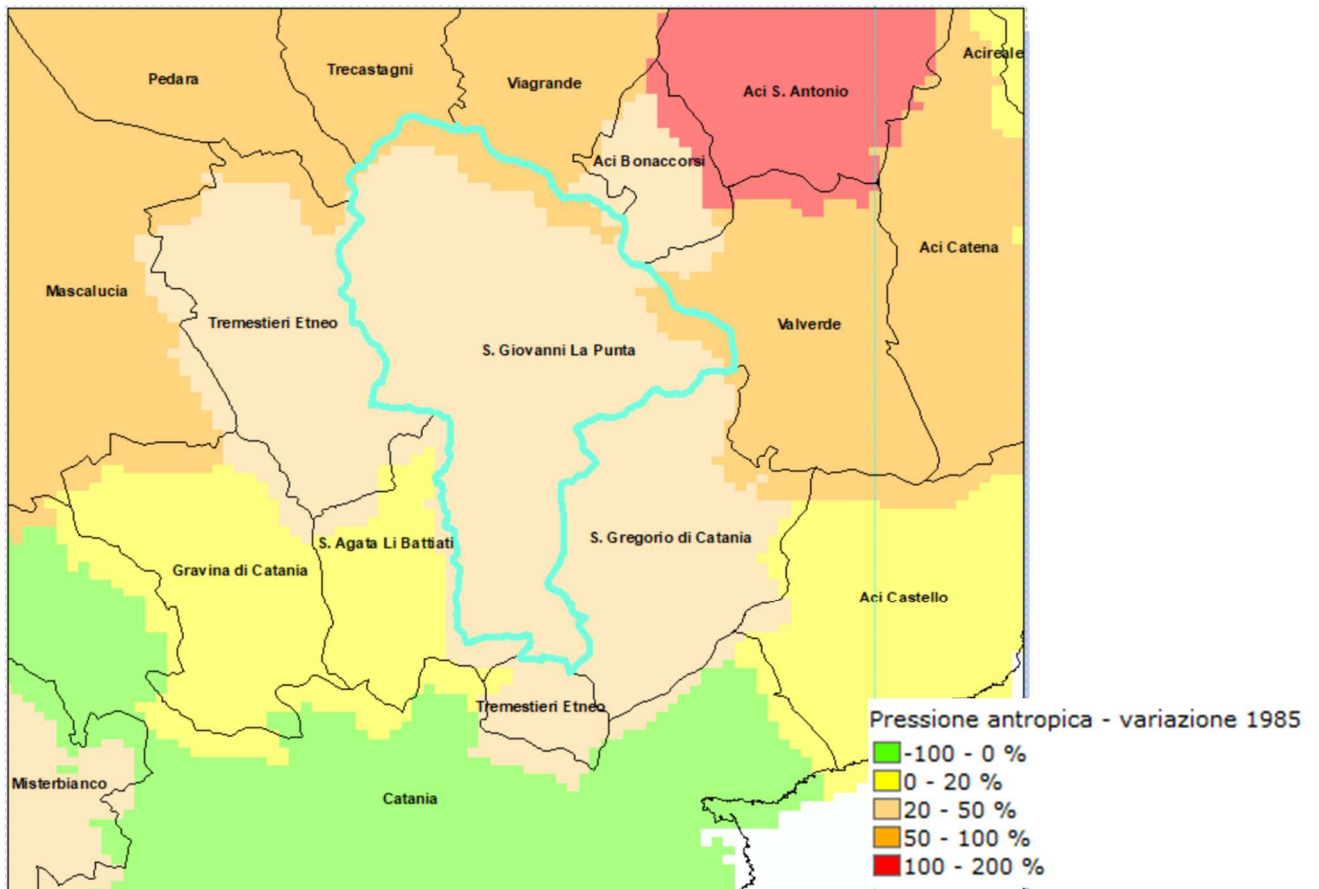 Acireale
Trecastagni
Pedara
Viagrande
Aci S. Antonio
Aci Bonaccorsi
Aci Catena
Mascalucia
Tremestieri Etneo
Valverde
S. Giovanni La Punta
S. Gregorio di Catania
S. Agata Li Battiati
Gravina di Catania
Aci Castello
Tremestieri Etneo
Misterbianco
Catania
Pressione antropica - variazione 1985
-100 - 0 %
0 - 20 %
20 - 50 %
50 - 100 %
100 - 200 %